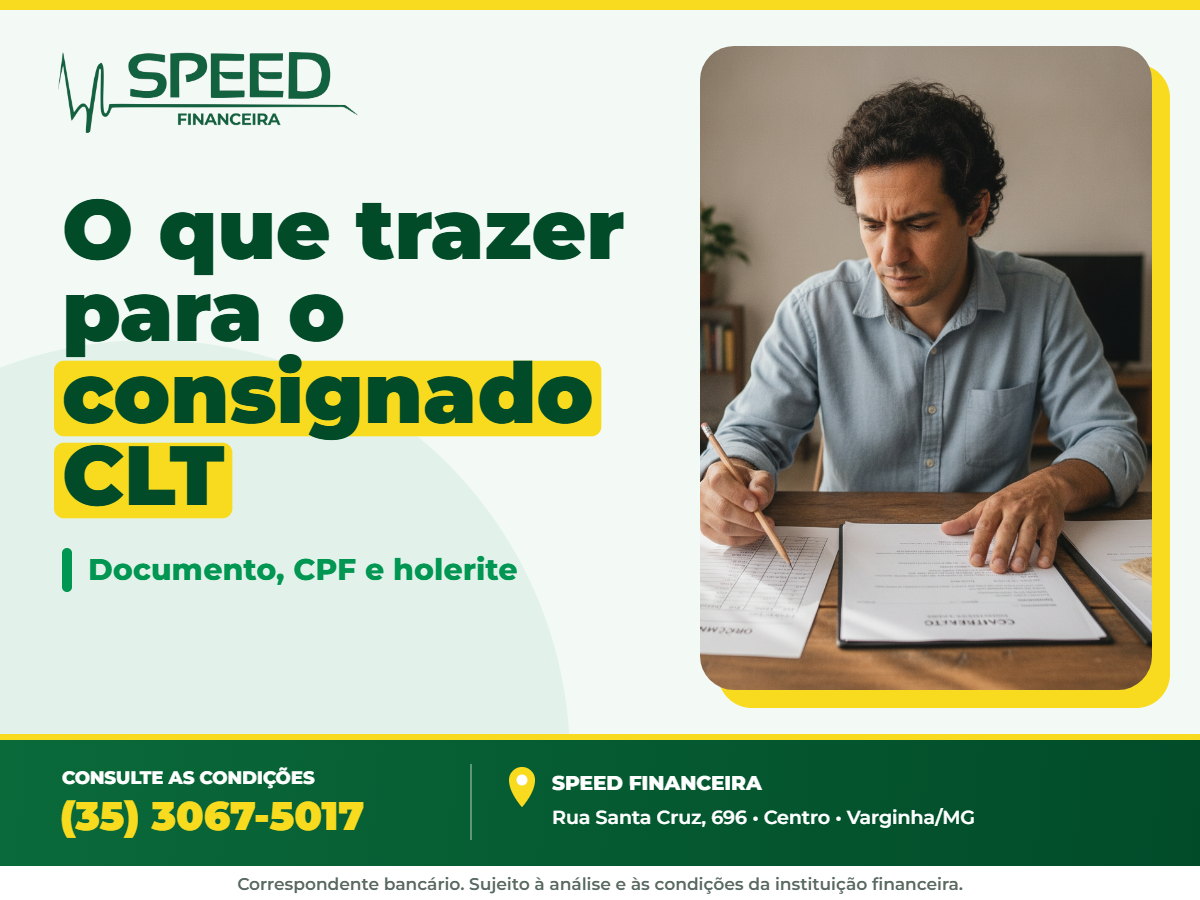 SPEED
FINANCEIRA
O que trazer
para o
consignado
CLT
Documento, CPF e holerite
CONSULTE AS CONDIÇÕES
(35) 3067-5017
SPEED FINANCEIRA
Rua Santa Cruz, 696 • Centro • Varginha/MG
Correspondente bancário. Sujeito à análise e às condições da instituição financeira.